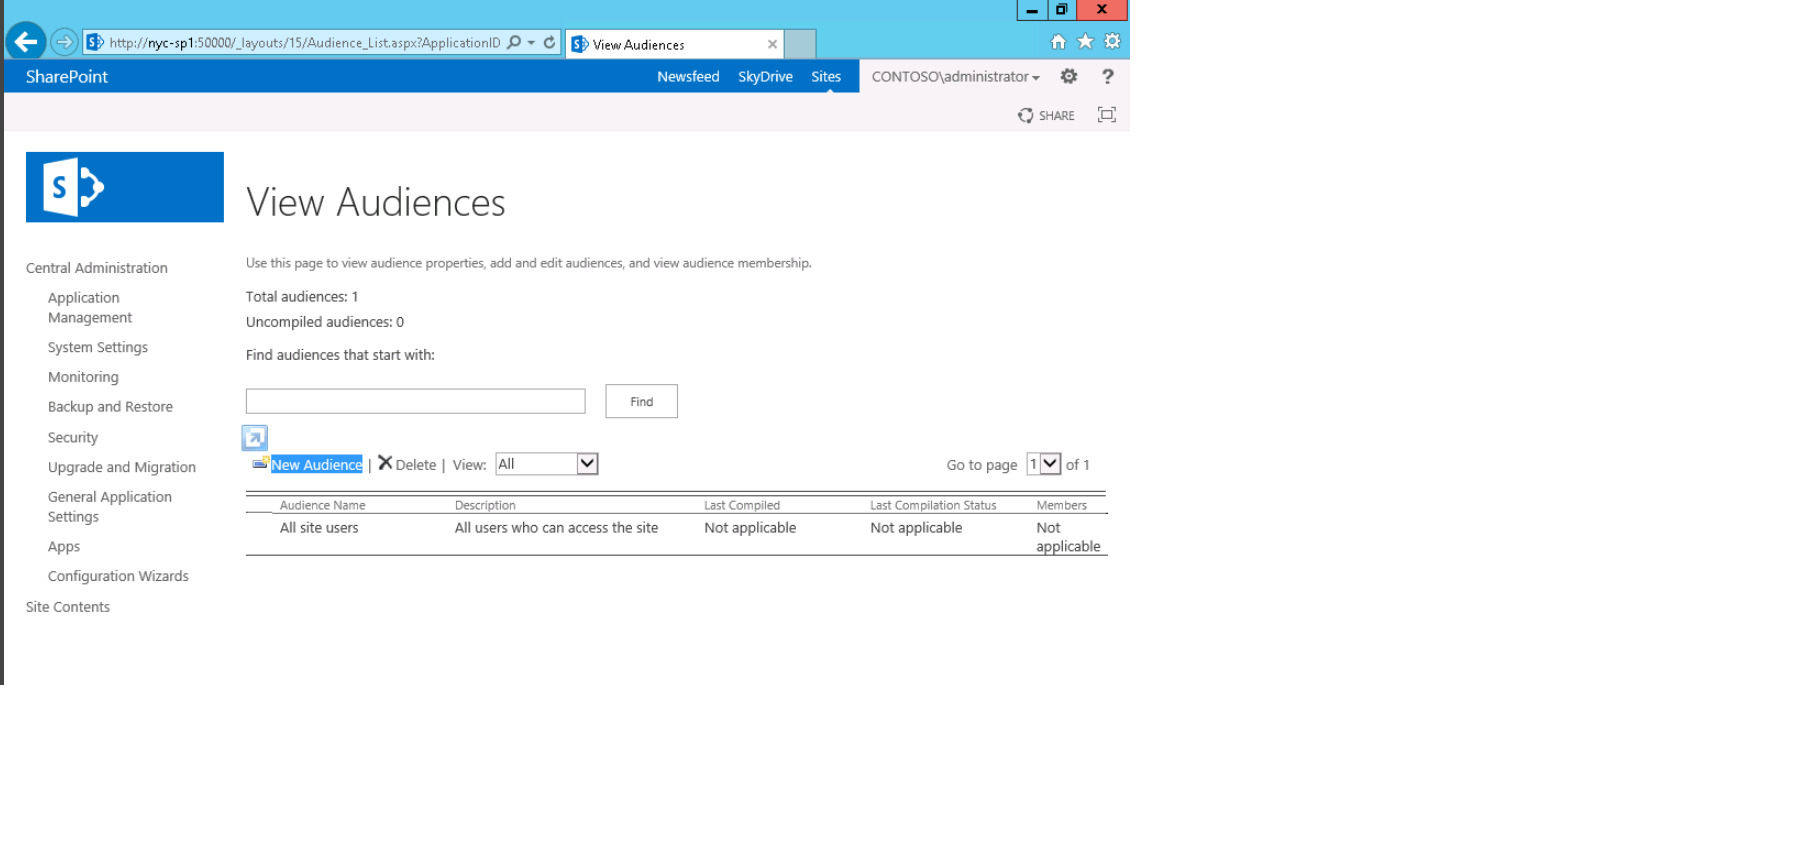 http://nyc-sp1:50000/_layouts/15/Audience_List.aspx?ApplicationID
View Audiences
SharePoint
Newsfeed SkyDrive Sites CONTOSO\administrator ?
SHARE
S
View Audiences
Use this page to view audience properties, add and edit audiences, and view audience membership.
Total audiences: 1
Uncompiled audiences: 0
Find audiences that start with:
Find
New Audience | Delete | View: All
Go to page 1 of 1
Audience Name Description Last Compiled Last Compilation Status Members
All site users All users who can access the site Not applicable Not applicable Not
applicable
Central Administration
Application
Management
System Settings
Monitoring
Backup and Restore
Security
Upgrade and Migration
General Application
Settings
Apps
Configuration Wizards
Site Contents